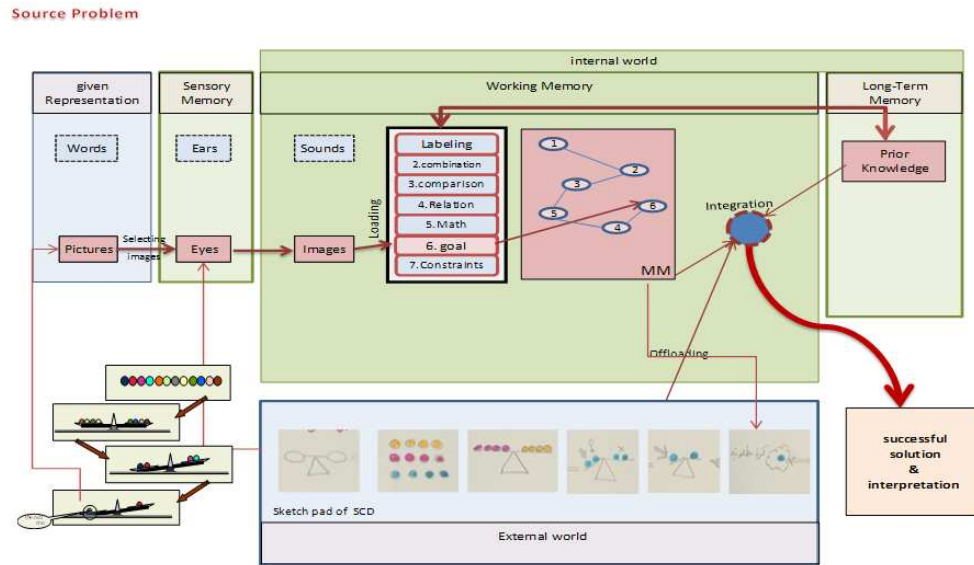 Source Problem
internal world
given
Representation
Sensory
Memory
Working Memory
Long-Term
Memory
Words
Ears
Sounds
Labeling
2.combination
3.comparison
4.Relation
5.Math
6. goal
7.Constraints
Loading
1
2
3
6
5
4
MM
Prior
Knowledge
Integration
Pictures
Selecting
images
Eyes
Images
Offloading
successful
solution
&
interpretation
Sketch pad of SCD
External world